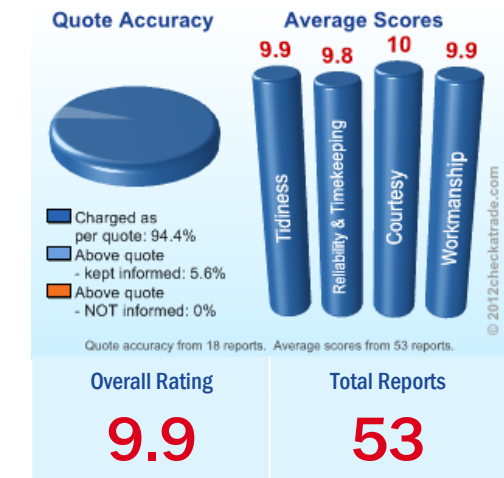 Quote Accuracy
Average Scores
9.9
9.8
10
9.9
Tidiness
Reliability & Timekeeping
Courtesy
Workmanship
Charged as
per quote: 94.4%
Above quote
- kept informed: 5.6%
Above quote
- NOT informed: 0%
© 2012checkatrade.com
Quote accuracy from 18 reports. Average scores from 53 reports.
Overall Rating
Total Reports
9.9
53